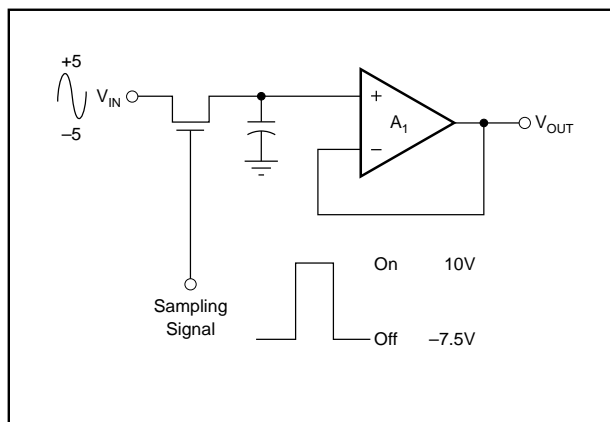 +5
V_IN
–5
+
A_1
–
V_OUT
Sampling
Signal
On 10V
Off –7.5V